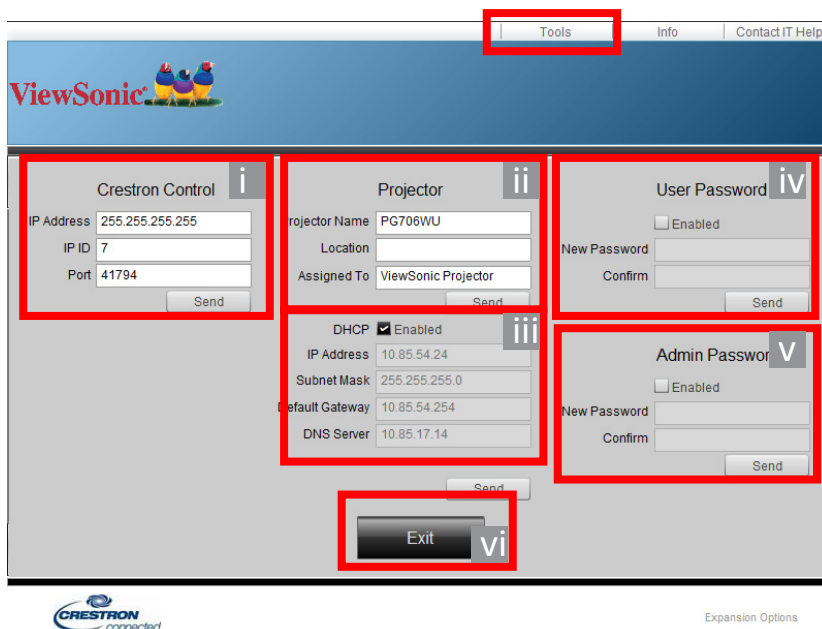 Tools Info Contact IT Help
ViewSonic
i
Crestron Control
IP Address 255.255.255.255
IP ID 7
Port 41794
Send
ii
Projector
Projector Name PG706WU
Location
Assigned To ViewSonic Projector
Send
iii
DHCP Enabled
IP Address 10.85.54.24
Subnet Mask 255.255.255.0
Default Gateway 10.85.54.254
DNS Server 10.85.17.14
Send
iv
User Password
Enabled
New Password
Confirm
Send
v
Admin Password
Enabled
New Password
Confirm
Send
Exit
vi
CRESTRON
connected
Expansion Options